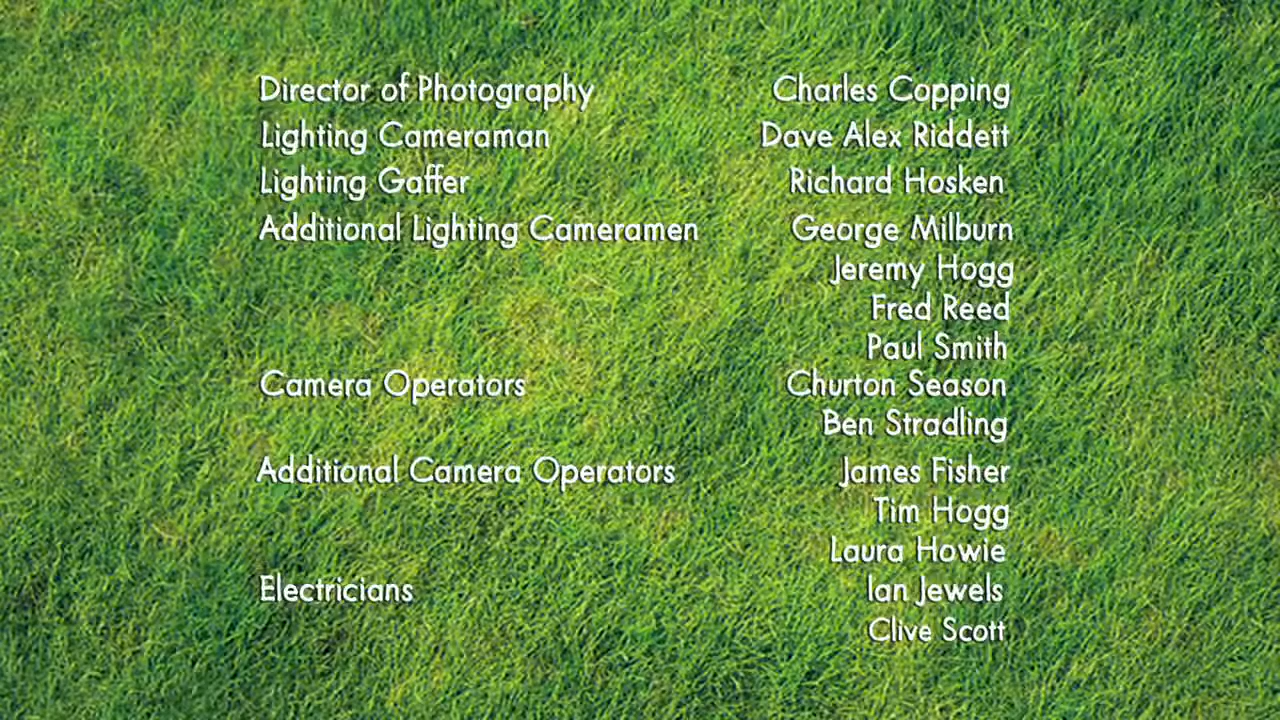 Director of Photography Charles Copping
Lighting Cameraman Dave Alex Riddett
Lighting Gaffer Richard Hosken
Additional Lighting Cameramen George Milburn
Jeremy Hogg
Fred Reed
Paul Smith
Camera Operators Churton Season
Ben Stradling
Additional Camera Operators James Fisher
Tim Hogg
Laura Howie
Electricians Ian Jewels
Clive Scott